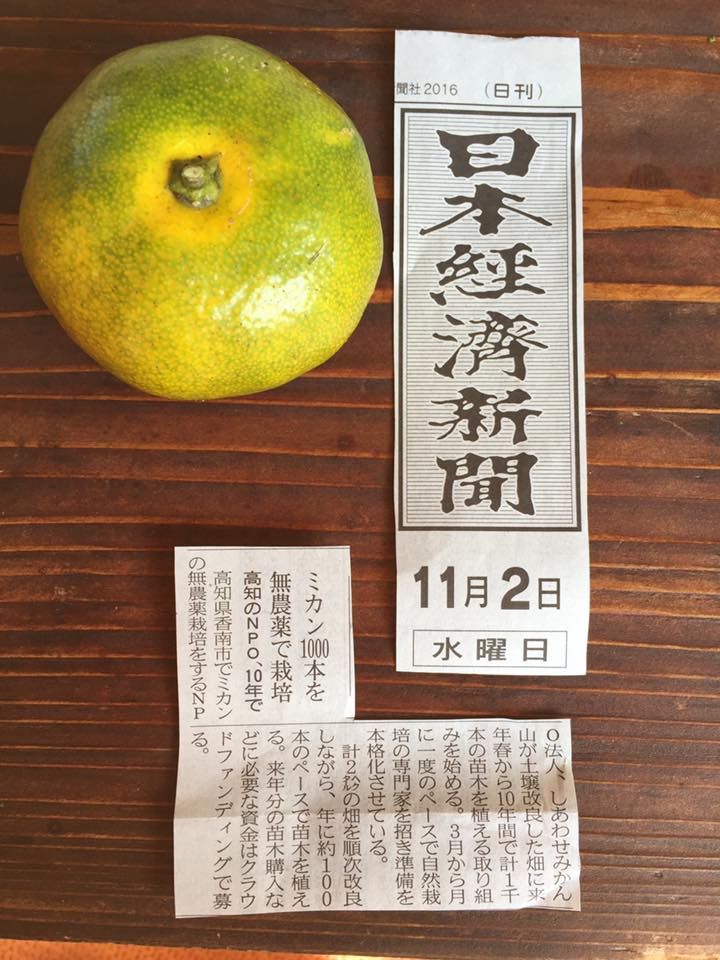 聞社2016 (日刊)
日本経済新聞
11月2日
水曜日
ミカン1000本を
無農薬で栽培
高知のNPO、10年で
高知県香南市でミカン
の無農薬栽培をするNP
O法人、しあわせみかん
山が土壌改良した畑に来
年春から10年間で計1千
本の苗木を植える取り組
みを始める。3月から月
に一度のペースで自然栽
培の専門家を招き準備を
本格化させている。
計2㌶の畑を順次改良
しながら、年に約100
本のペースで苗木を植え
る。来年分の苗木購入な
どに必要な資金はクラウ
ドファンディングで募
る。